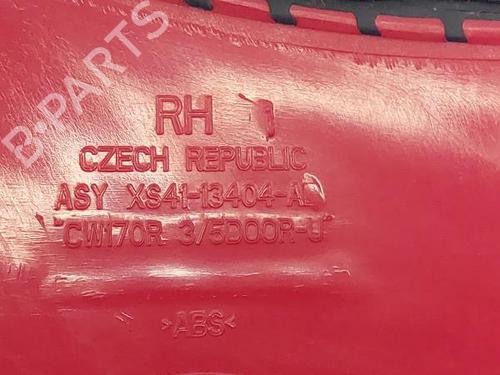 B-PARTS
RH
CZECH REPUBLIC
ASY XS41-13404-A
CW170R 3/5DOOR-U
>ABS<